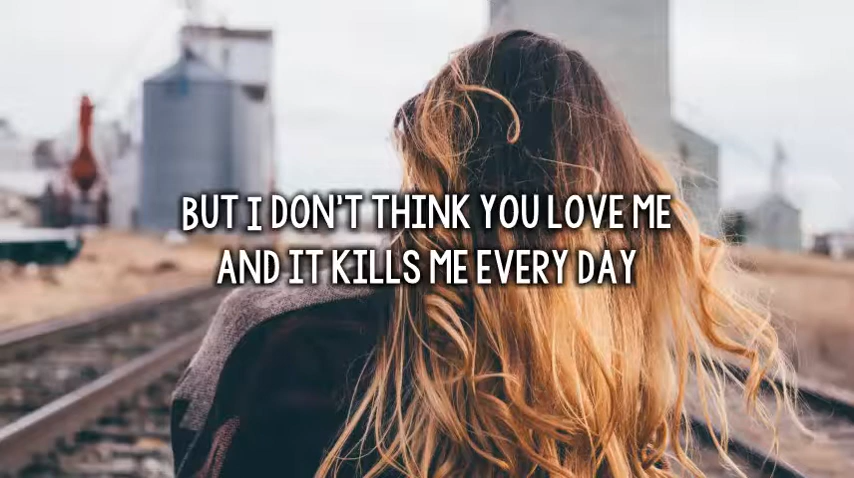 BUT I DON'T THINK YOU LOVE ME
AND IT KILLS ME EVERY DAY